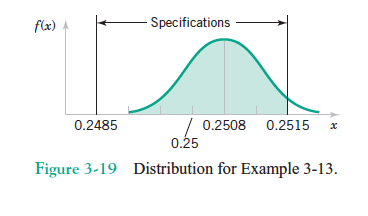 f(x)
Specifications
0.2485
0.2508
0.2515
x
0.25
Figure 3-19 Distribution for Example 3-13.